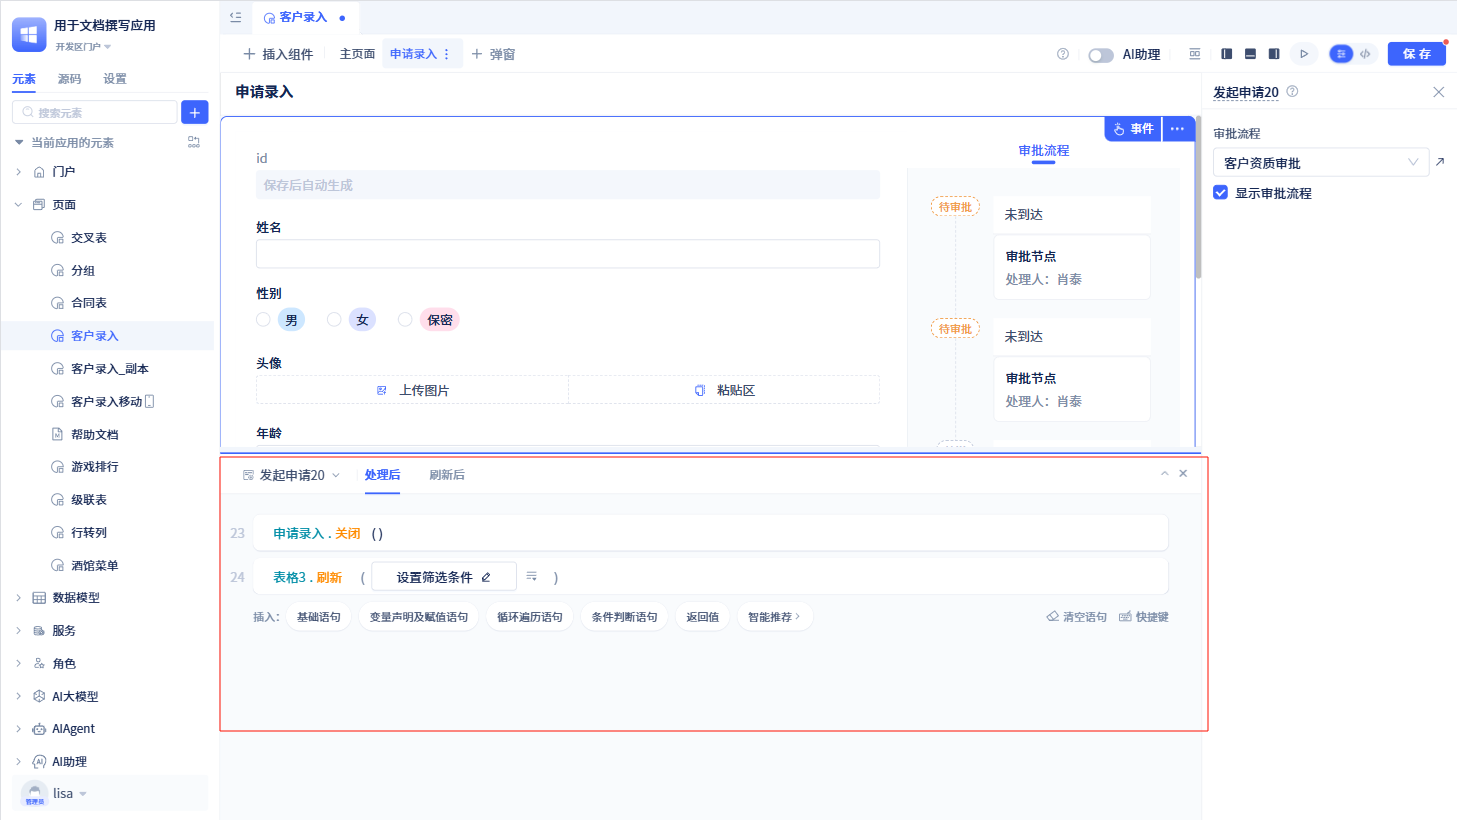 用于文档撰写应用
开发区门户
元素 源码 设置
搜索元素
当前应用的元素
门户
页面
交叉表
分组
合同表
客户录入
客户录入_副本
客户录入移动
帮助文档
游戏排行
级联表
行转列
酒馆菜单
数据模型
服务
角色
AI大模型
AIAgent
AI助理
管理员 lisa
客户录入
插入组件 主页面 申请录入 弹窗
AI助理
保存
申请录入
事件
id
保存后自动生成
姓名
性别
男 女 保密
头像
上传图片 粘贴区
年龄
审批流程
待审批 未到达
审批节点
处理人：肖泰
待审批 未到达
审批节点
处理人：肖泰
发起申请20
审批流程
客户资质审批
显示审批流程
发起申请20 处理后 刷新后
23 申请录入 . 关闭 ( )
24 表格3 . 刷新 ( 设置筛选条件 )
插入： 基础语句 变量声明及赋值语句 循环遍历语句 条件判断语句 返回值 智能推荐 清空语句 快捷键